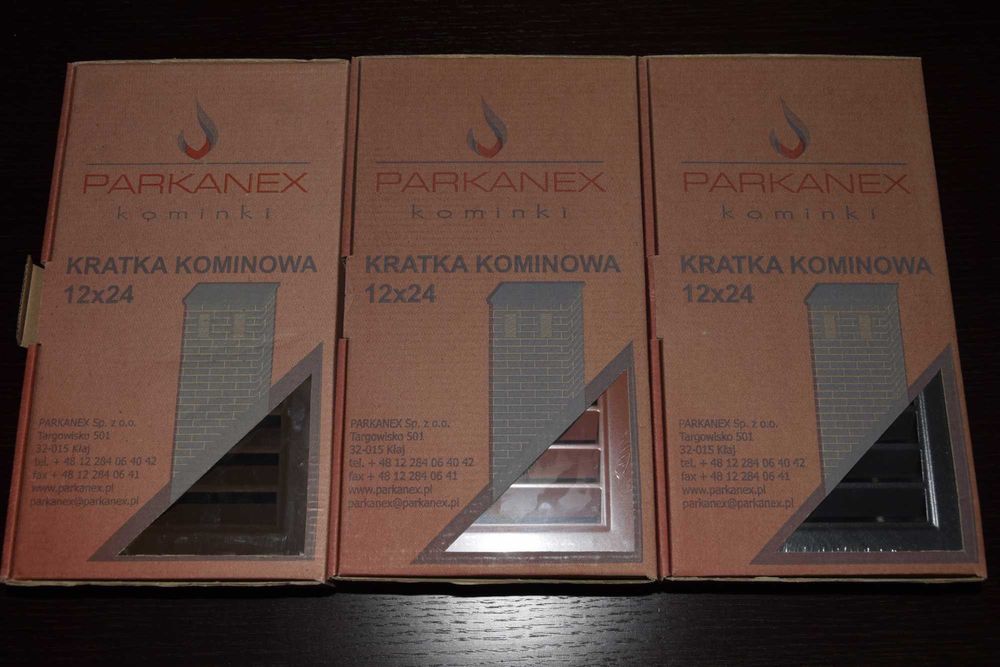 PARKANEX
kominki
KRATKA KOMINOWA
12x24
PARKANEX Sp. z o.o.
Targowisko 501
32-015 Kłaj
tel. + 48 12 284 06 40 42
fax + 48 12 284 06 41
www.parkanex.pl
parkanex@parkanex.pl
PARKANEX
kominki
KRATKA KOMINOWA
12x24
PARKANEX Sp. z o.o.
Targowisko 501
32-015 Kłaj
tel. + 48 12 284 06 40 42
fax + 48 12 284 06 41
www.parkanex.pl
parkanex@parkanex.pl
PARKANEX
kominki
KRATKA KOMINOWA
12x24
PARKANEX Sp. z o.o.
Targowisko 501
32-015 Kłaj
tel. + 48 12 284 06 40 42
fax + 48 12 284 06 41
www.parkanex.pl
parkanex@parkanex.pl